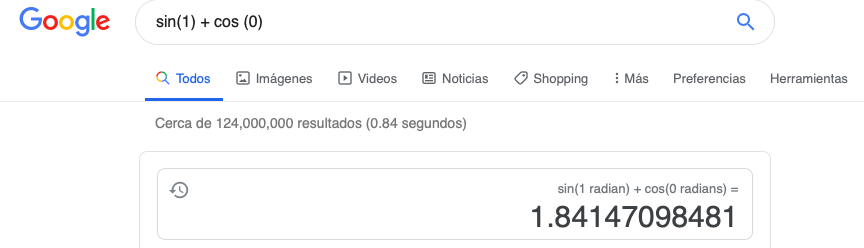 Google sin(1) + cos (0)
Todos Imágenes Videos Noticias Shopping Más Preferencias Herramientas
Cerca de 124,000,000 resultados (0.84 segundos)
sin(1 radian) + cos(0 radians) =
1.84147098481